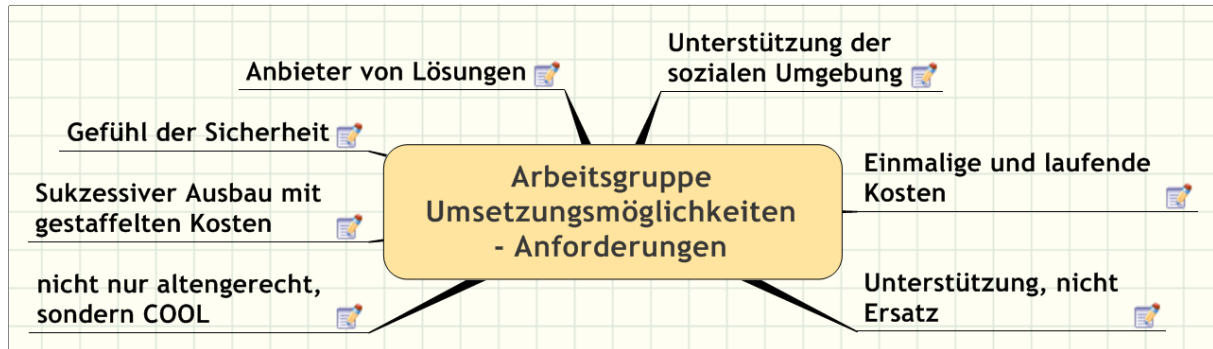 Anbieter von Lösungen
Unterstützung der
sozialen Umgebung
Gefühl der Sicherheit
Sukzessiver Ausbau mit
gestaffelten Kosten
nicht nur altengerecht,
sondern COOL
Arbeitsgruppe
Umsetzungsmöglichkeiten
- Anforderungen
Einmalige und laufende
Kosten
Unterstützung, nicht
Ersatz